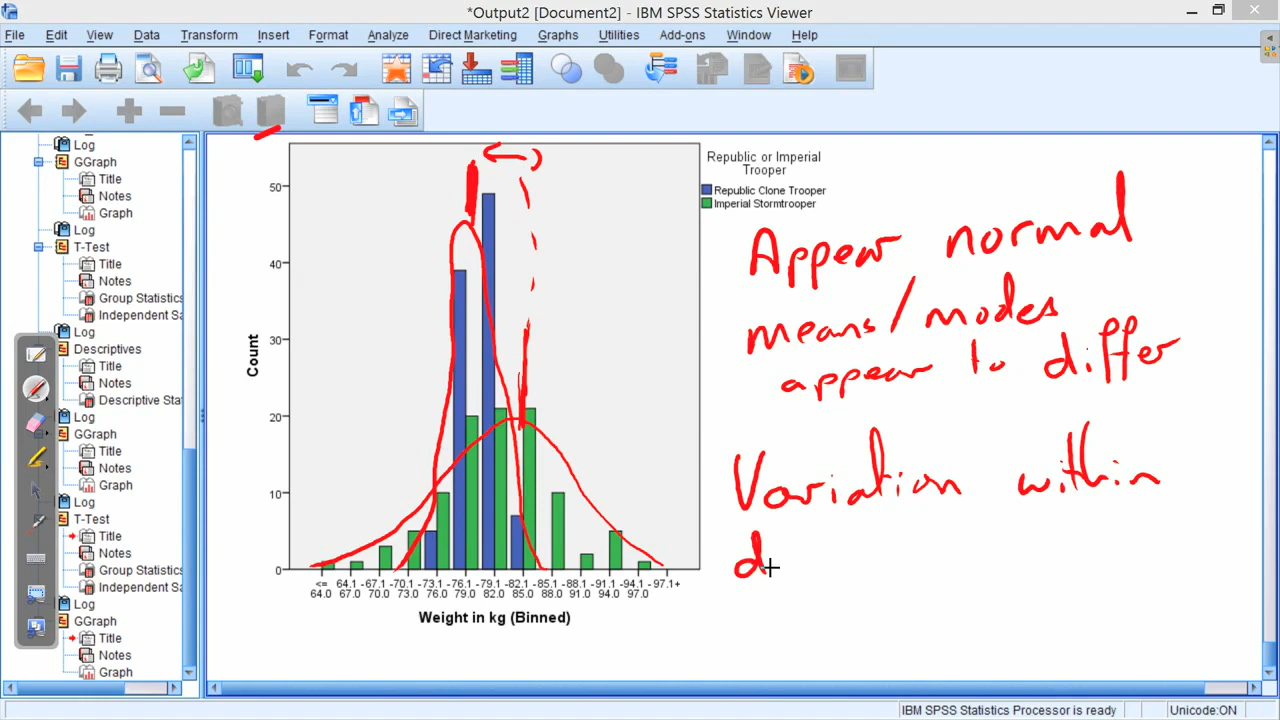 *Output2 [Document2] - IBM SPSS Statistics Viewer
File Edit View Data Transform Insert Format Analyze Direct Marketing Graphs Utilities Add-ons Window Help
Log
GGraph
Title
Notes
Graph
Log
T-Test
Title
Notes
Group Statistics
Independent Sa
Log
Descriptives
Title
Notes
Descriptive Sta
Log
GGraph
Title
Notes
Graph
Log
T-Test
Title
Notes
Group Statistics
Independent Sa
Log
GGraph
Title
Notes
Graph
Count
50
40
30
20
10
0
<= 64.1 -67.1 -70.1 -73.1 -76.1 -79.1 -82.1 -85.1 -88.1 -91.1 -94.1 -97.1+
64.0 67.0 70.0 73.0 76.0 79.0 82.0 85.0 88.0 91.0 94.0 97.0
Weight in kg (Binned)
Republic or Imperial
Trooper
Republic Clone Trooper
Imperial Stormtrooper
Appear normal
means/modes
appear to differ
Variation within
d
IBM SPSS Statistics Processor is ready Unicode:ON